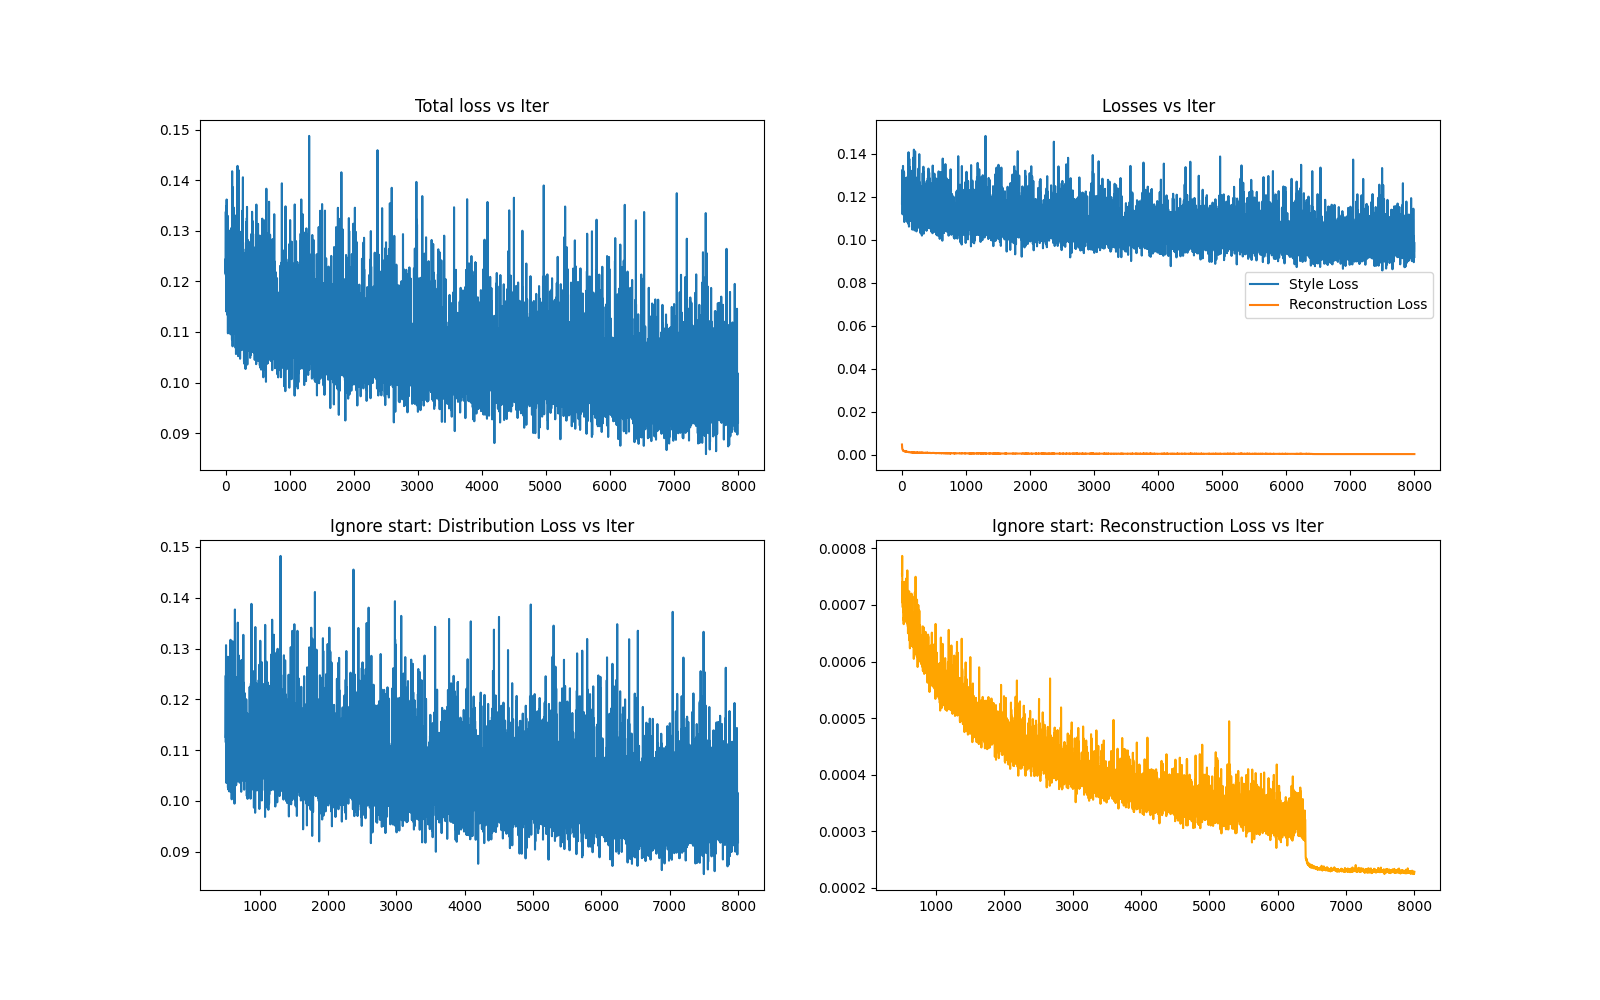 Total loss vs Iter
0.15
0.14
0.13
0.12
0.11
0.10
0.09
0 1000 2000 3000 4000 5000 6000 7000 8000
Losses vs Iter
0.14
0.12
0.10
0.08
0.06
0.04
0.02
0.00
Style Loss
Reconstruction Loss
0 1000 2000 3000 4000 5000 6000 7000 8000
Ignore start: Distribution Loss vs Iter
0.15
0.14
0.13
0.12
0.11
0.10
0.09
1000 2000 3000 4000 5000 6000 7000 8000
Ignore start: Reconstruction Loss vs Iter
0.0008
0.0007
0.0006
0.0005
0.0004
0.0003
0.0002
1000 2000 3000 4000 5000 6000 7000 8000